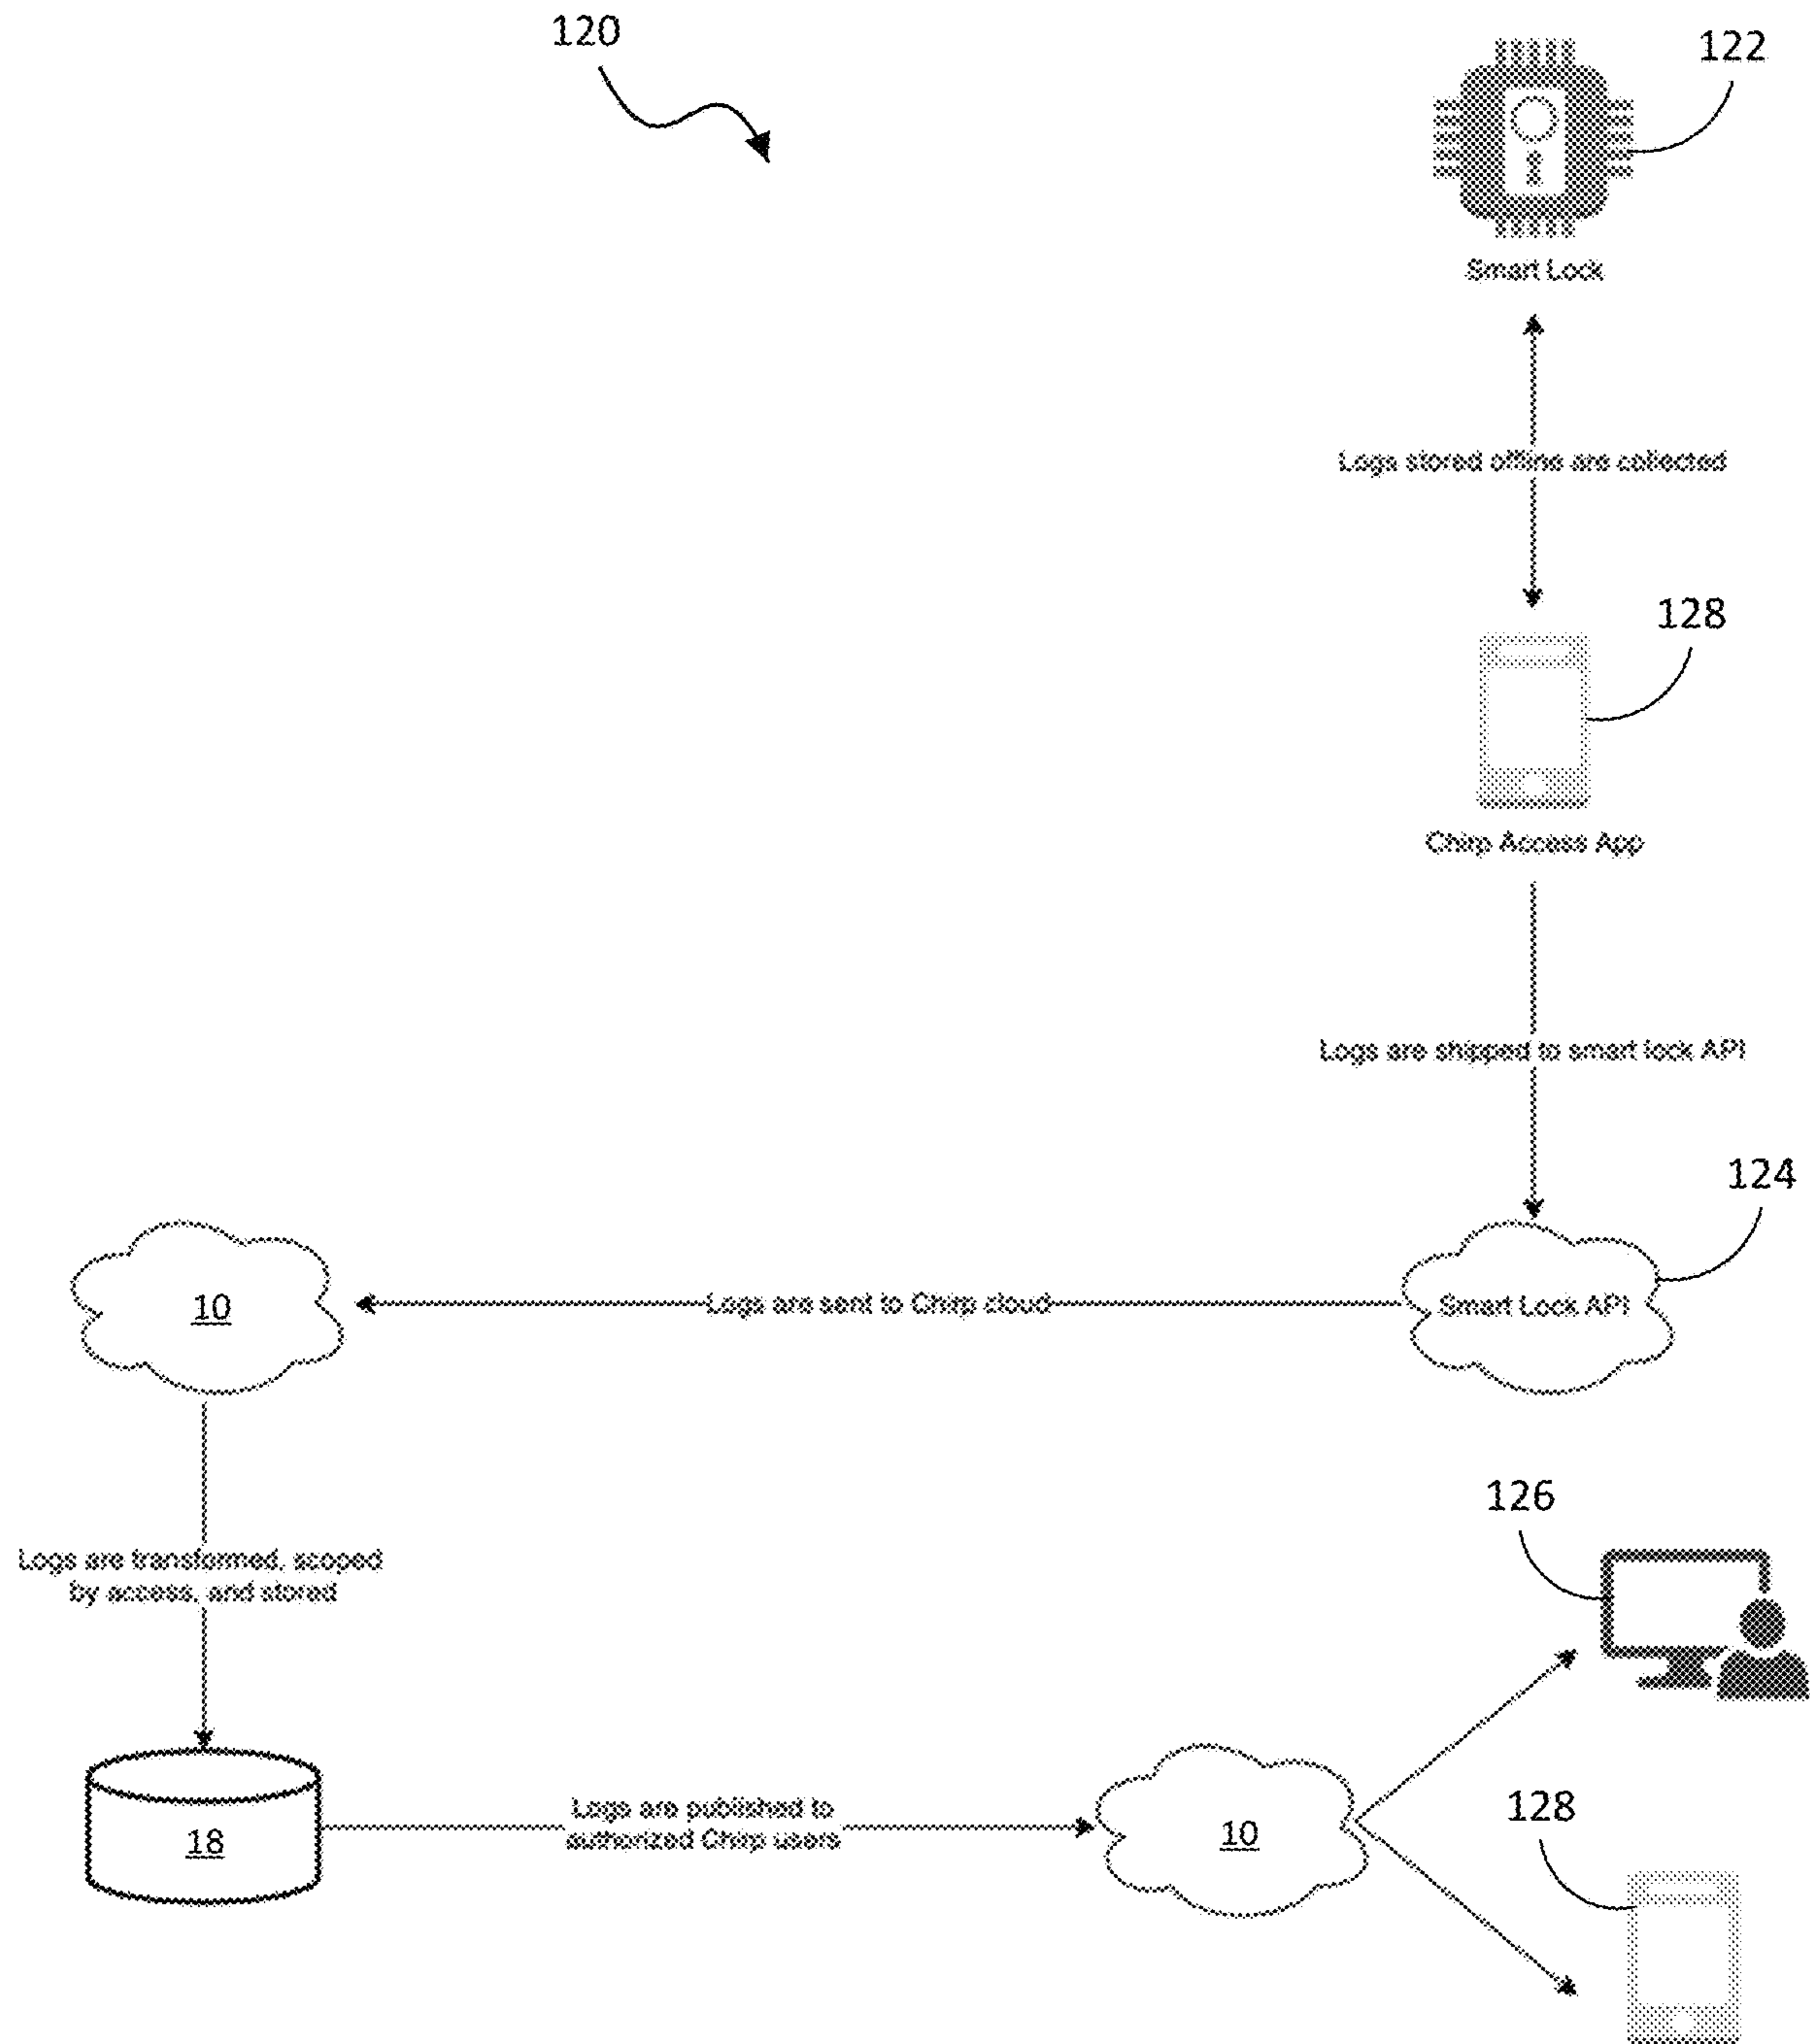 120
122
Smart Lock
Logs stored offline are collected
128
Chirp Access App
Logs are shipped to smart lock API
124
10
Logs are sent to Chirp cloud
Smart Lock API
126
Logs are transformed, scoped
by access, and stored
18
Logs are published to
authorized Chirp users
10
128